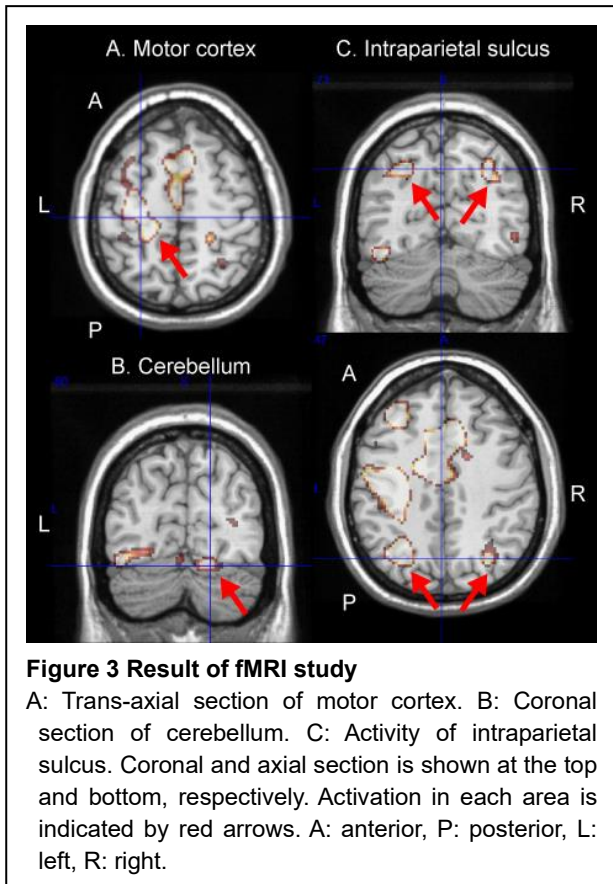 A. Motor cortex
C. Intraparietal sulcus
A
L
R
P
B. Cerebellum
A
L
R
P
Figure 3 Result of fMRI study
A: Trans-axial section of motor cortex. B: Coronal
section of cerebellum. C: Activity of intraparietal
sulcus. Coronal and axial section is shown at the top
and bottom, respectively. Activation in each area is
indicated by red arrows. A: anterior, P: posterior, L:
left, R: right.